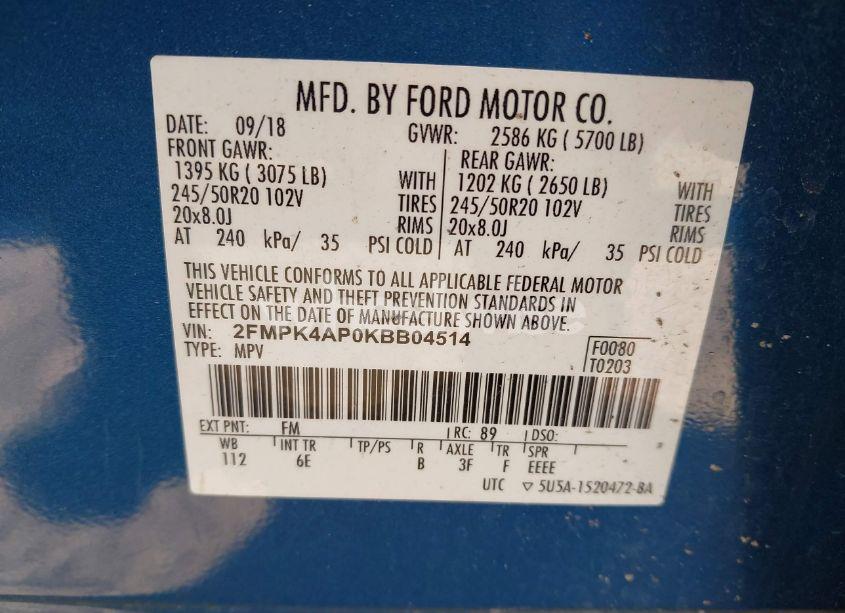 MFD. BY FORD MOTOR CO.
DATE: 09/18 GVWR: 2586 KG ( 5700 LB)
FRONT GAWR: REAR GAWR:
1395 KG ( 3075 LB) WITH 1202 KG ( 2650 LB) WITH
245/50R20 102V TIRES 245/50R20 102V TIRES
20x8.0J RIMS 20x8.0J RIMS
AT 240 kPa/ 35 PSI COLD AT 240 kPa/ 35 PSI COLD
THIS VEHICLE CONFORMS TO ALL APPLICABLE FEDERAL MOTOR
VEHICLE SAFETY AND THEFT PREVENTION STANDARDS IN
EFFECT ON THE DATE OF MANUFACTURE SHOWN ABOVE.
VIN: 2FMPK4AP0KBB04514 F0080
TYPE: MPV T0203
EXT PNT: FM RC: 89 DSO:
WB INT TR TP/PS R AXLE TR SPR
112 6E B 3F F EEEE
UTC ▽ 5U5A-1520472-BA